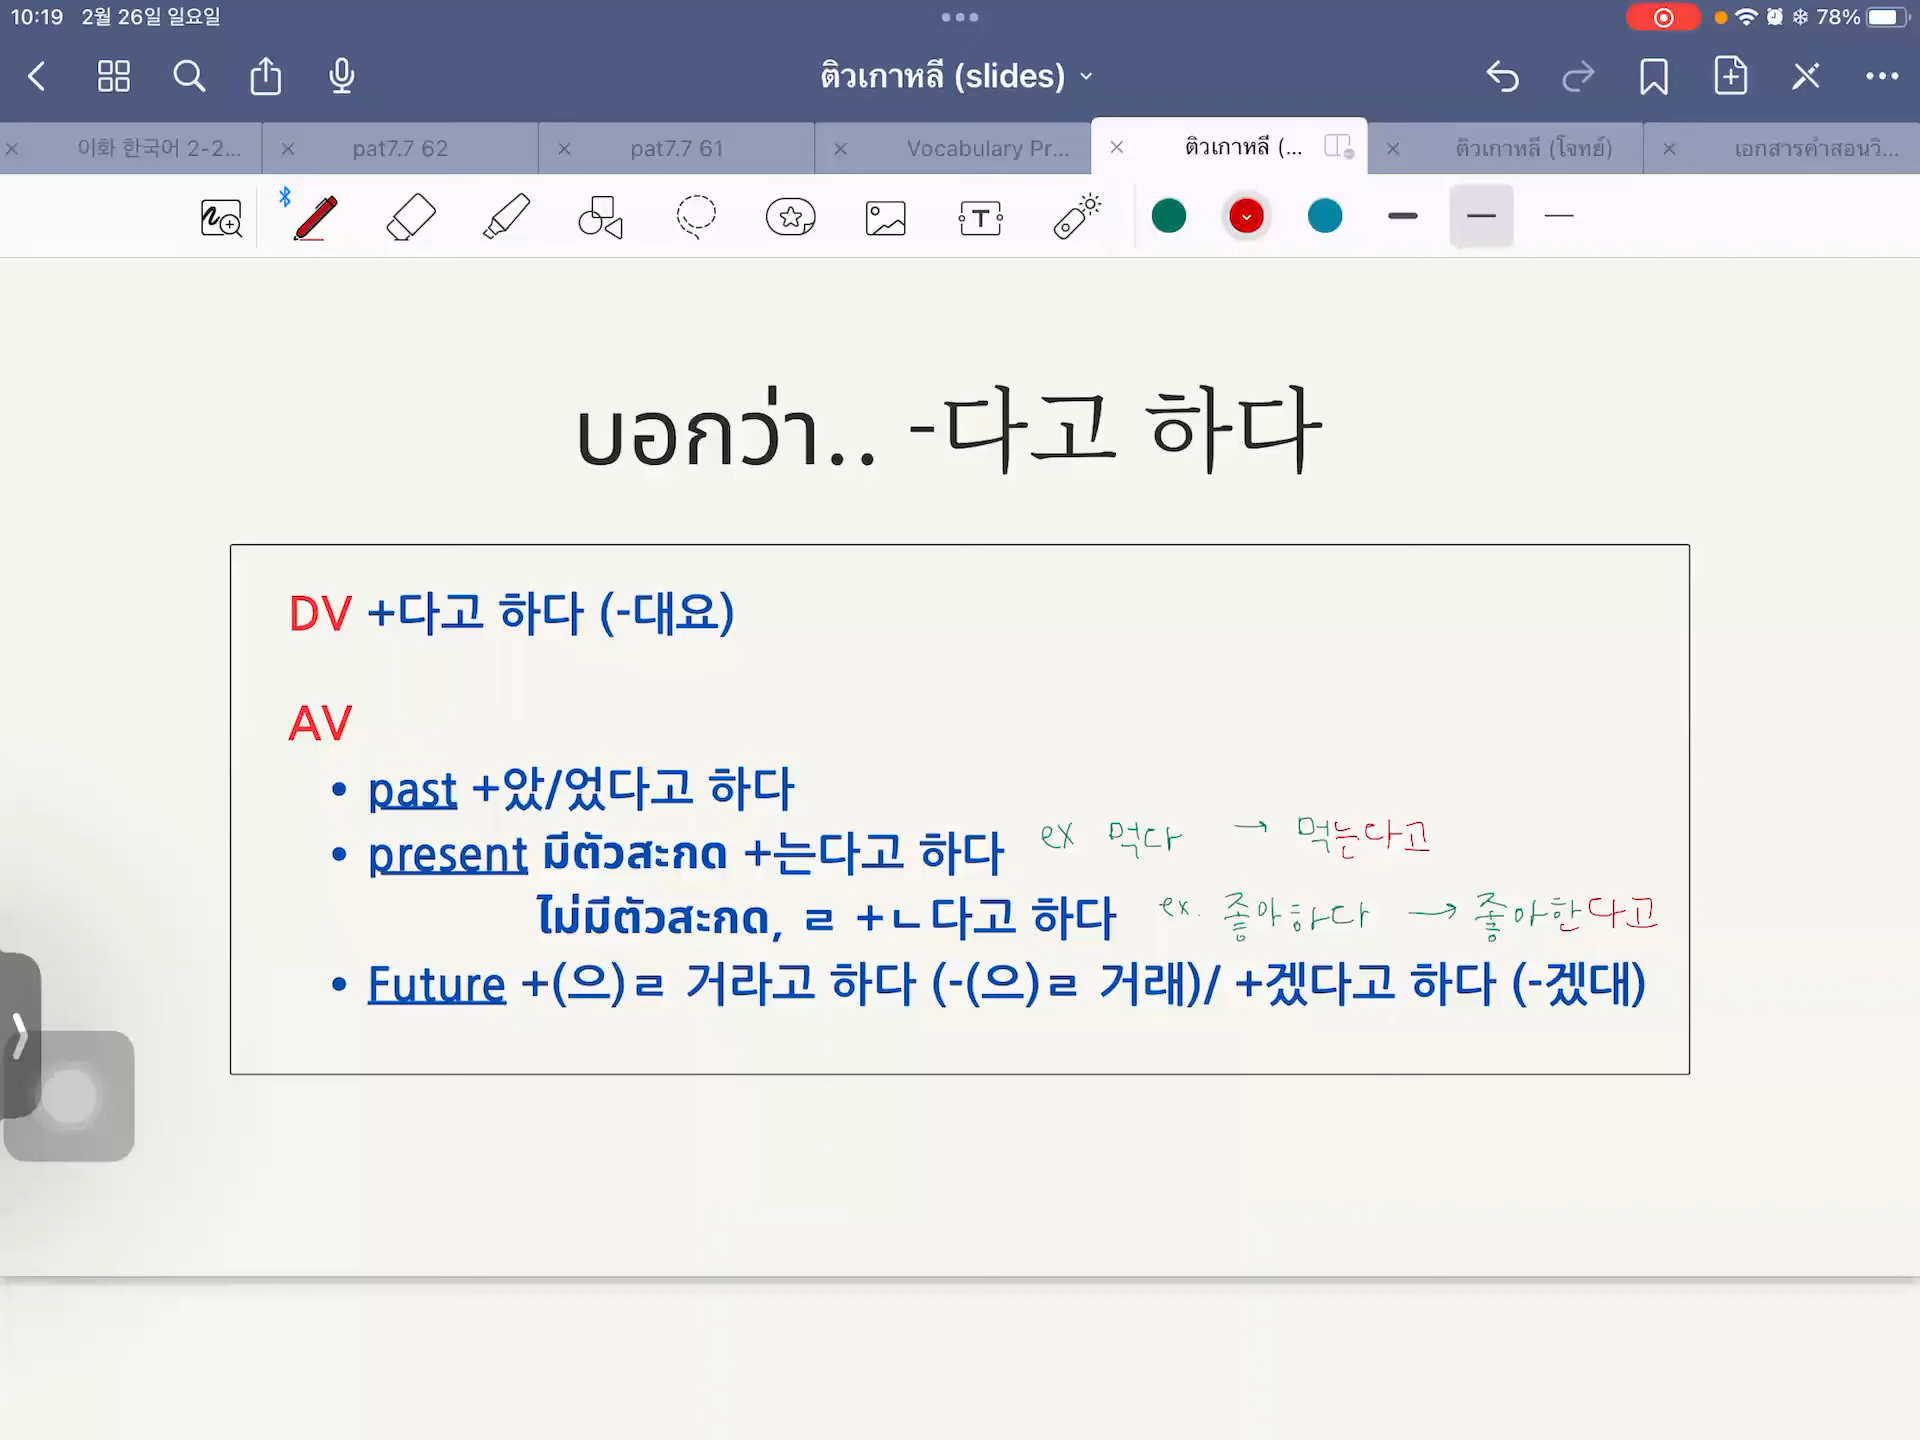 10:19 2월 26일 일요일 78%
ติวเกาหลี (slides)
이화 한국어 2-2... pat7.7 62 pat7.7 61 Vocabulary Pr... ติวเกาหลี (... ติวเกาหลี (โจทย์) เอกสารคำสอนวิ...
บอกว่า.. -다고 하다
DV +다고 하다 (-대요)
AV
• past +았/었다고 하다
• present มีตัวสะกด +는다고 하다 ex 먹다 → 먹는다고
ไม่มีตัวสะกด, ㄹ +ㄴ다고 하다 ex. 좋아하다 → 좋아한다고
• Future +(으)ㄹ 거라고 하다 (-(으)ㄹ 거래)/ +겠다고 하다 (-겠대)